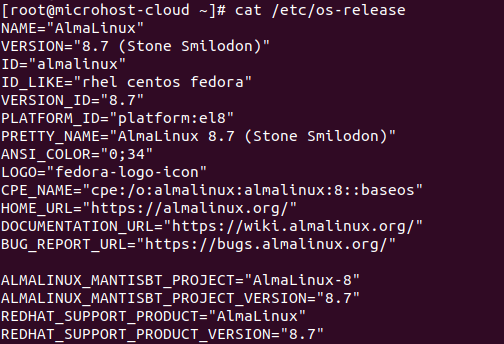 [root@microhost-cloud ~]# cat /etc/os-release
NAME="AlmaLinux"
VERSION="8.7 (Stone Smilodon)"
ID="almalinux"
ID_LIKE="rhel centos fedora"
VERSION_ID="8.7"
PLATFORM_ID="platform:el8"
PRETTY_NAME="AlmaLinux 8.7 (Stone Smilodon)"
ANSI_COLOR="0;34"
LOGO="fedora-logo-icon"
CPE_NAME="cpe:/o:almalinux:almalinux:8::baseos"
HOME_URL="https://almalinux.org/"
DOCUMENTATION_URL="https://wiki.almalinux.org/"
BUG_REPORT_URL="https://bugs.almalinux.org/"

ALMALINUX_MANTISBT_PROJECT="AlmaLinux-8"
ALMALINUX_MANTISBT_PROJECT_VERSION="8.7"
REDHAT_SUPPORT_PRODUCT="AlmaLinux"
REDHAT_SUPPORT_PRODUCT_VERSION="8.7"